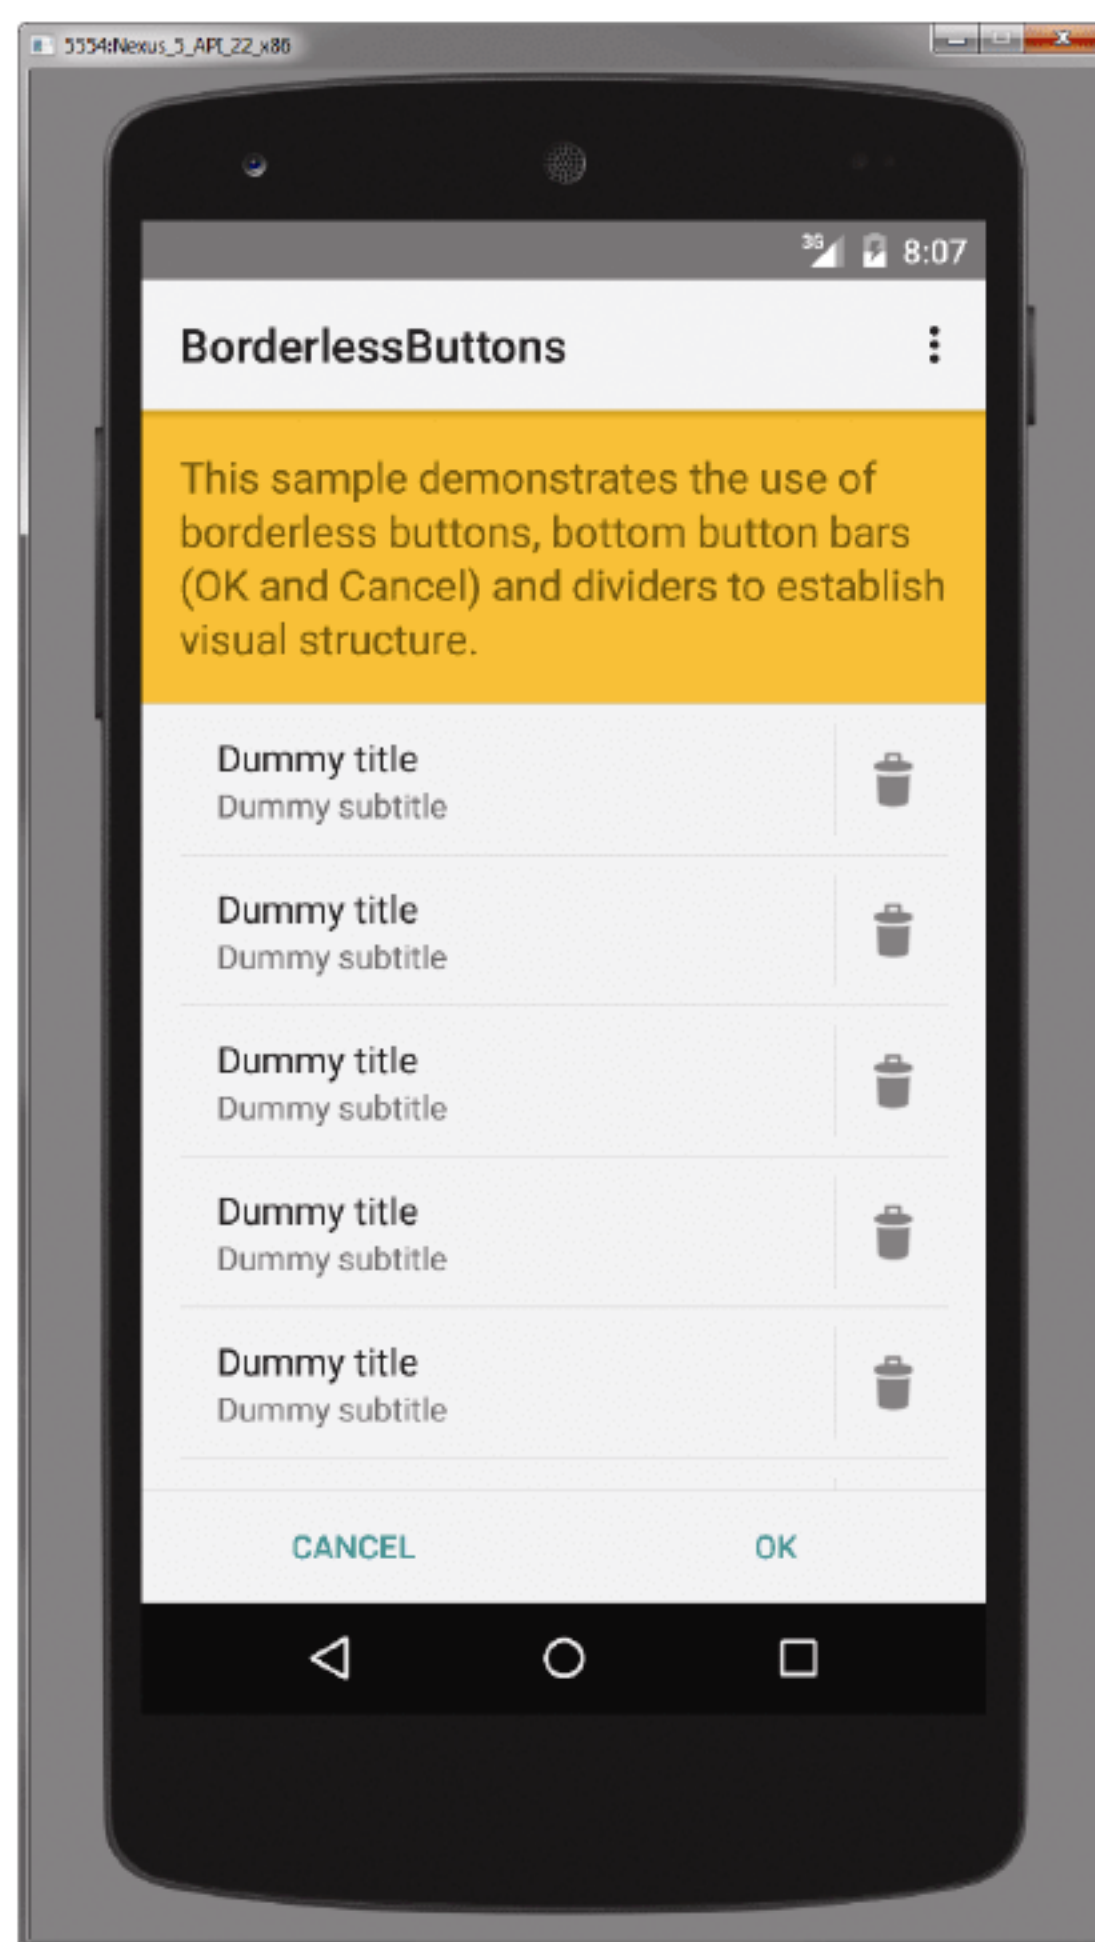 5554:Nexus_5_API_22_x86
3G 8:07
BorderlessButtons
This sample demonstrates the use of
borderless buttons, bottom button bars
(OK and Cancel) and dividers to establish
visual structure.
Dummy title
Dummy subtitle
Dummy title
Dummy subtitle
Dummy title
Dummy subtitle
Dummy title
Dummy subtitle
Dummy title
Dummy subtitle
CANCEL OK